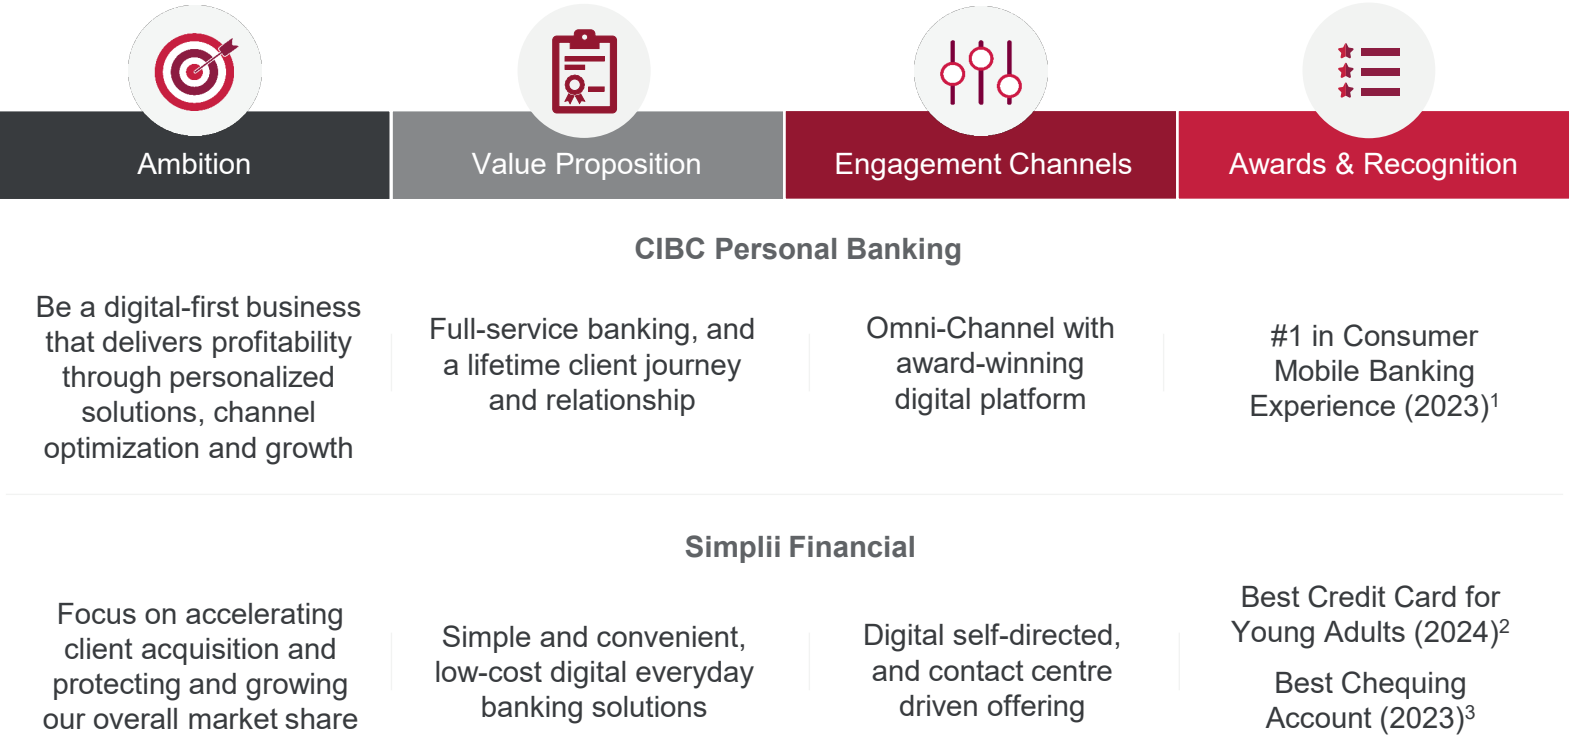 Ambition
Value Proposition
Engagement Channels
Awards & Recognition
CIBC Personal Banking
Be a digital-first business
that delivers profitability
through personalized
solutions, channel
optimization and growth
Full-service banking, and
a lifetime client journey
and relationship
Omni-Channel with
award-winning
digital platform
#1 in Consumer
Mobile Banking
Experience (2023)¹
Simplii Financial
Focus on accelerating
client acquisition and
protecting and growing
our overall market share
Simple and convenient,
low-cost digital everyday
banking solutions
Digital self-directed,
and contact centre
driven offering
Best Credit Card for
Young Adults (2024)²
Best Chequing
Account (2023)³